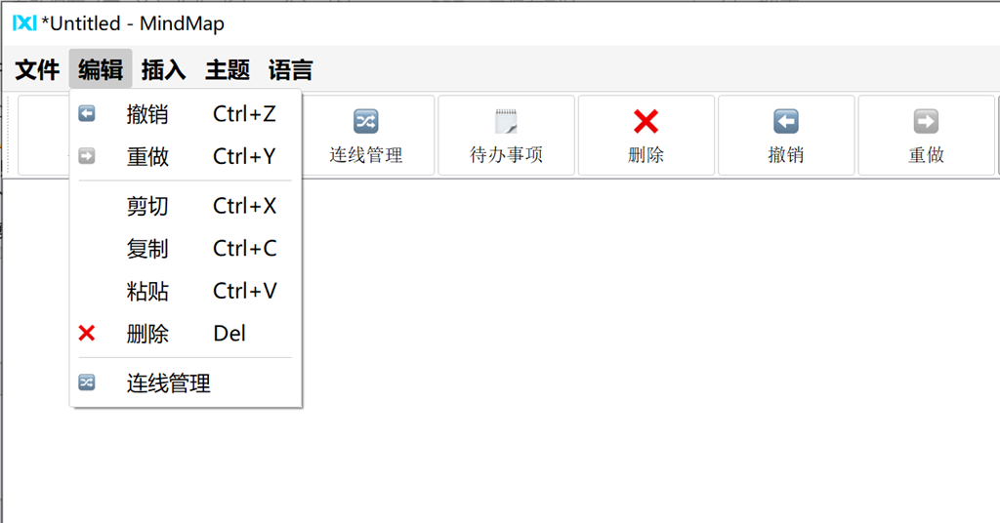 *Untitled - MindMap
文件 编辑 插入 主题 语言
连线管理 待办事项 删除 撤销 重做
撤销 Ctrl+Z
重做 Ctrl+Y
剪切 Ctrl+X
复制 Ctrl+C
粘贴 Ctrl+V
删除 Del
连线管理